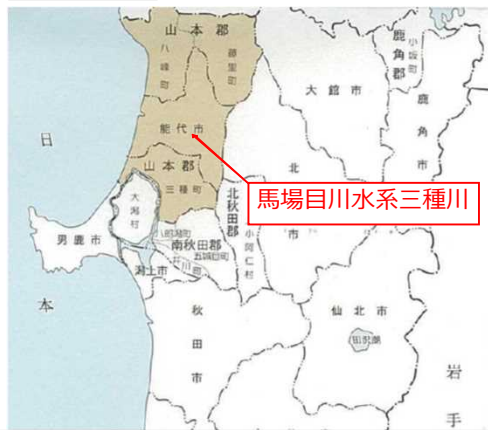 山本郡
八峰町
藤里町
鹿角郡
小坂町
大館市
鹿角市
能代市
山本郡
三種町
北
市
北秋田郡
馬場目川水系三種川
大潟村
八郎潟町
男鹿市
南秋田郡
五城目町
井川町
小阿仁村
潟上市
日
本
秋田市
仙北市
田沢湖
岩手